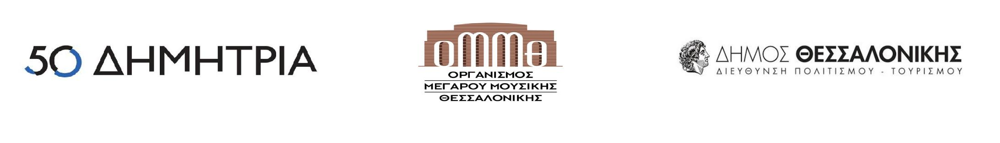 50 ΔΗΜΗΤΡΙΑ
ΟΜΜΘ
ΟΡΓΑΝΙΣΜΟΣ
ΜΕΓΑΡΟΥ ΜΟΥΣΙΚΗΣ
ΘΕΣΣΑΛΟΝΙΚΗΣ
ΔΗΜΟΣ ΘΕΣΣΑΛΟΝΙΚΗΣ
ΔΙΕΥΘΥΝΣΗ ΠΟΛΙΤΙΣΜΟΥ - ΤΟΥΡΙΣΜΟΥ